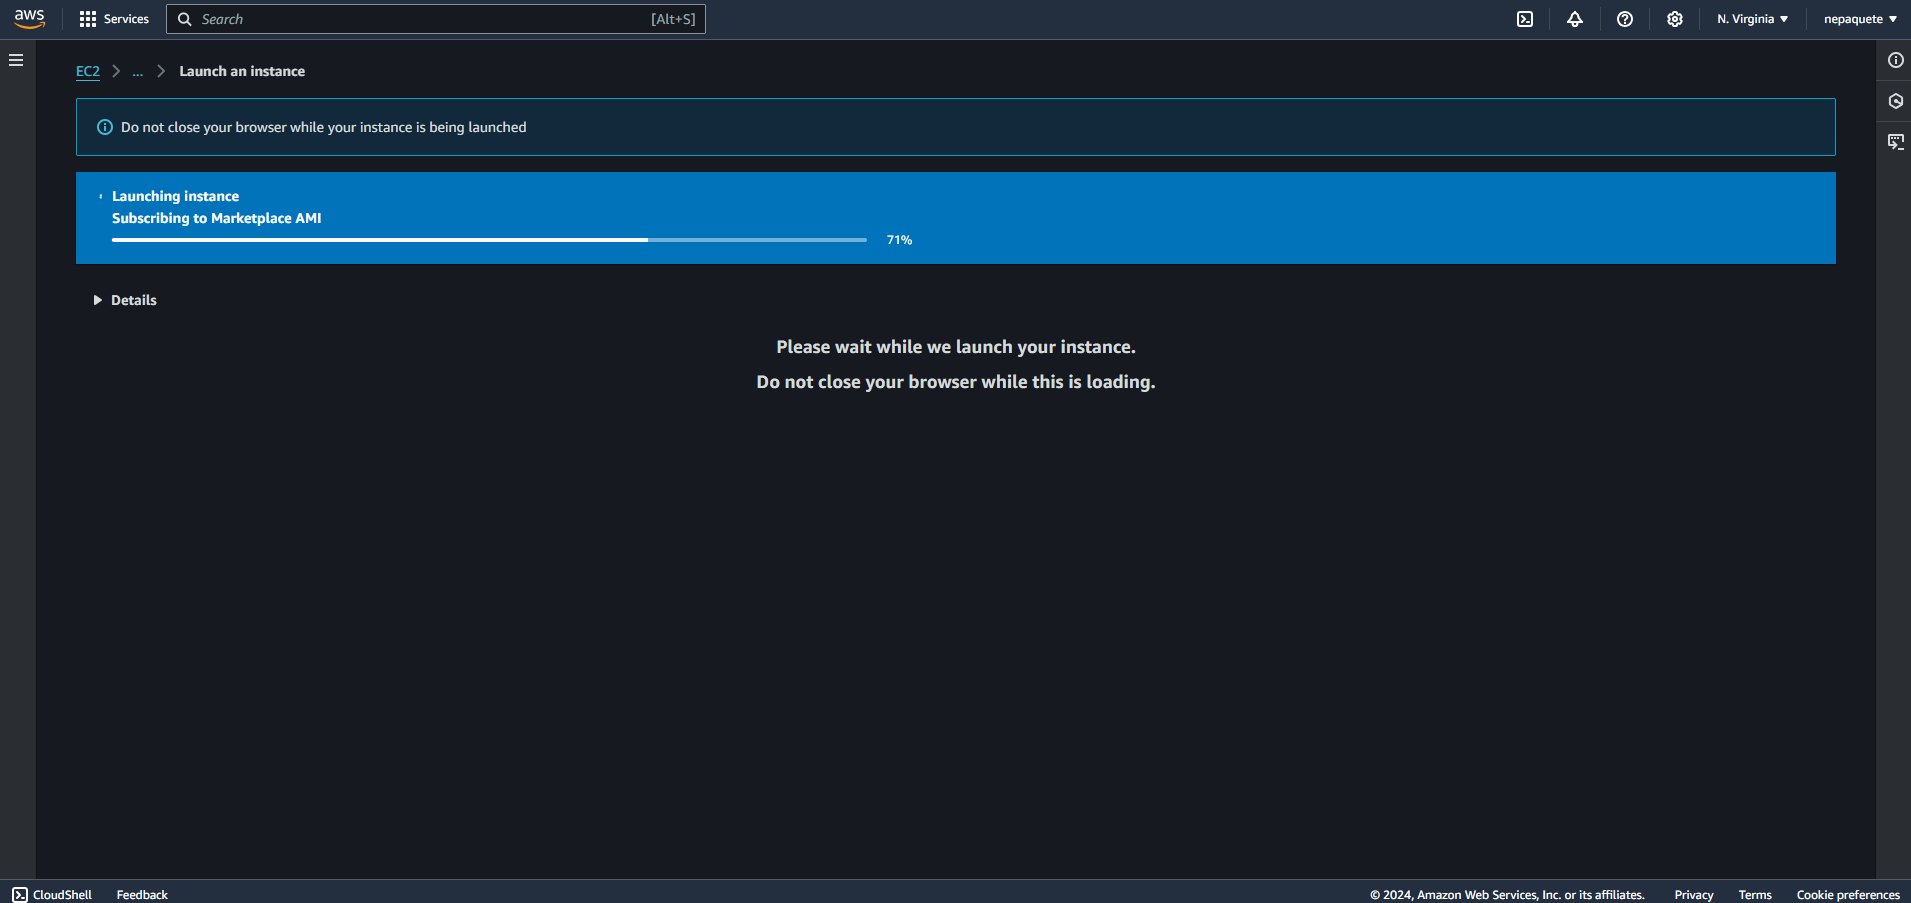 aws Services Search [Alt+S] N. Virginia nepaquete
EC2 ... Launch an instance
Do not close your browser while your instance is being launched
Launching instance
Subscribing to Marketplace AMI
71%
Details
Please wait while we launch your instance.
Do not close your browser while this is loading.
CloudShell Feedback © 2024, Amazon Web Services, Inc. or its affiliates. Privacy Terms Cookie preferences